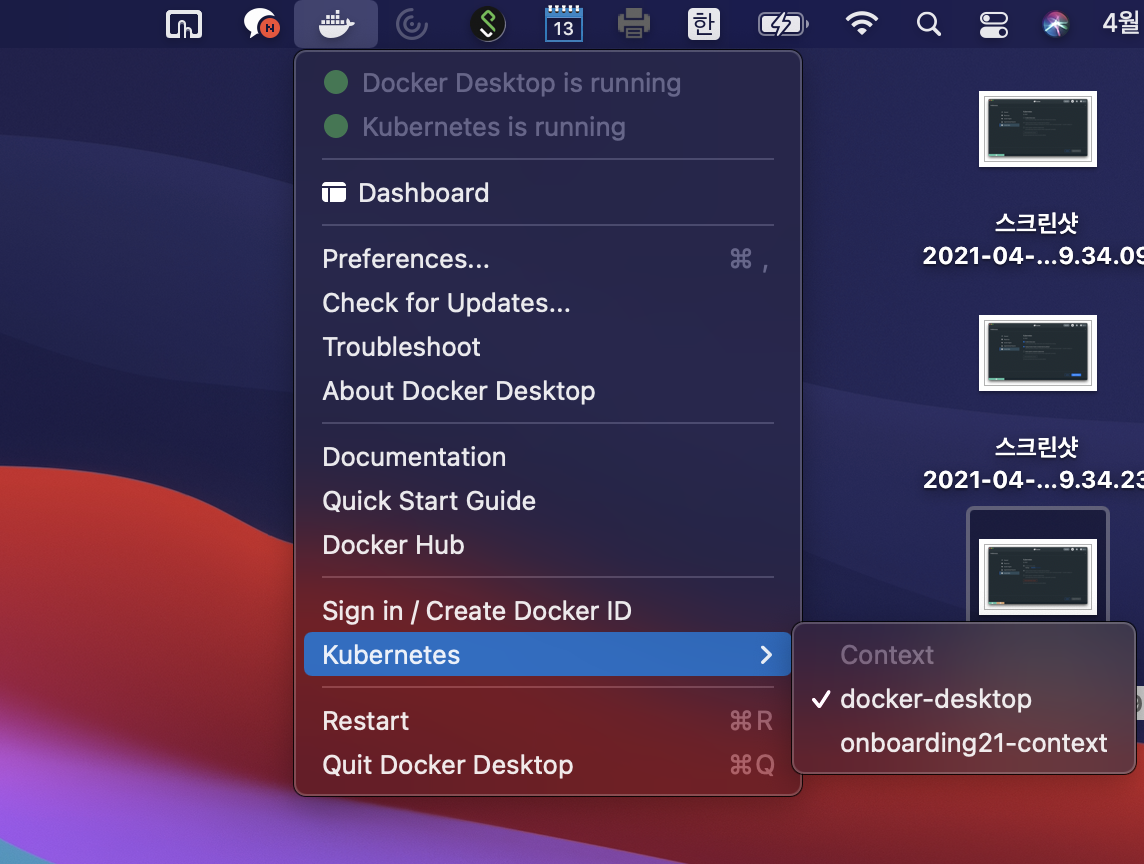 N
13
한
4월
Docker Desktop is running
Kubernetes is running
Dashboard
Preferences...
⌘ ,
Check for Updates...
Troubleshoot
About Docker Desktop
Documentation
Quick Start Guide
Docker Hub
Sign in / Create Docker ID
Kubernetes
Restart
⌘R
Quit Docker Desktop
⌘Q
Context
docker-desktop
onboarding21-context
스크린샷
2021-04-...9.34.09
스크린샷
2021-04-...9.34.23